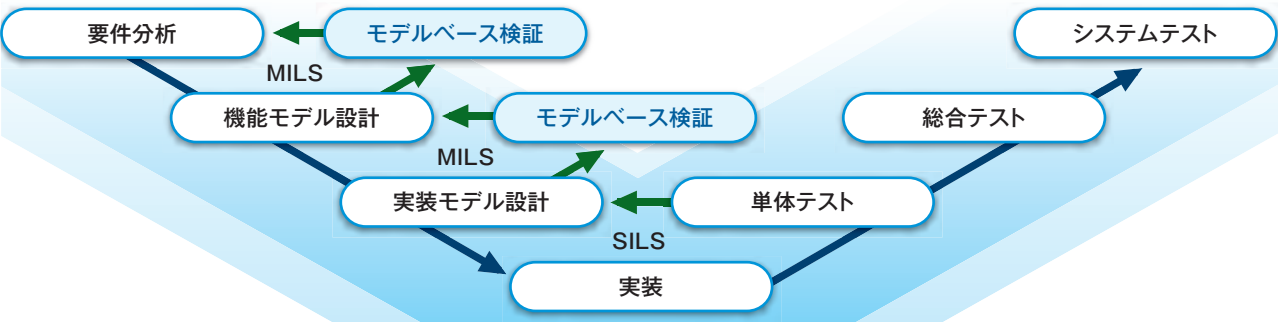 要件分析
モデルベース検証
システムテスト
MILS
機能モデル設計
モデルベース検証
総合テスト
MILS
実装モデル設計
単体テスト
SILS
実装